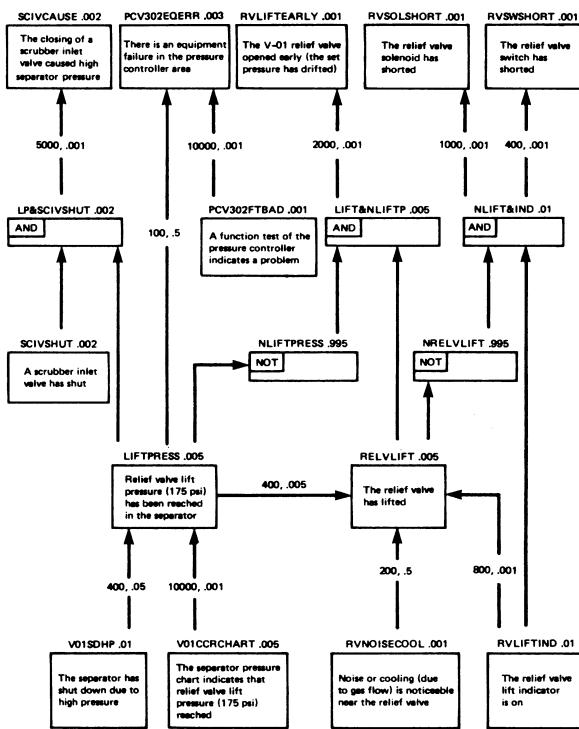 SCIVCAUSE .002
The closing of a
scrubber inlet
valve caused high
separator pressure
PCV302EQERR .003
There is an equipment
failure in the pressure
controller area
RVLIFTEARLY .001
The V-01 relief valve
opened early (the set
pressure has drifted)
RVSOLSHORT .001
The relief
valve solenoid
has shorted
RVSWSHORT .001
The relief valve
switch has
shorted
5000, .001
10000, .001
2000, .001
1000, .001
400, .001
LP&SCIVSHUT .002
AND
100, .5
PCV302FTBAD .001
A function test of the
pressure controller
indicates a problem
LIFT&NLIFTP .005
AND
NLIFT&IND .01
AND
SCIVSHUT .002
A scrubber inlet
valve has shut
NLIFTPRESS .995
NOT
NRELVLIFT .995
NOT
LIFTPRESS .005
Relief valve lift
pressure (175 psi)
has been reached
in the separator
400, .005
RELVLIFT .005
The relief valve
has lifted
400, .05
10000, .001
200, .5
800, .001
V01SDHP .01
The separator has
shut down due to
high pressure
V01CCRCHART .005
The separator pressure
chart indicates that
relief valve lift
pressure (175 psi)
reached
RVNOISECOOL .001
Noise or cooling (due
to gas flow) is noticeable
near the relief valve
RVLIFTIND .01
The relief valve
lift indicator
is on